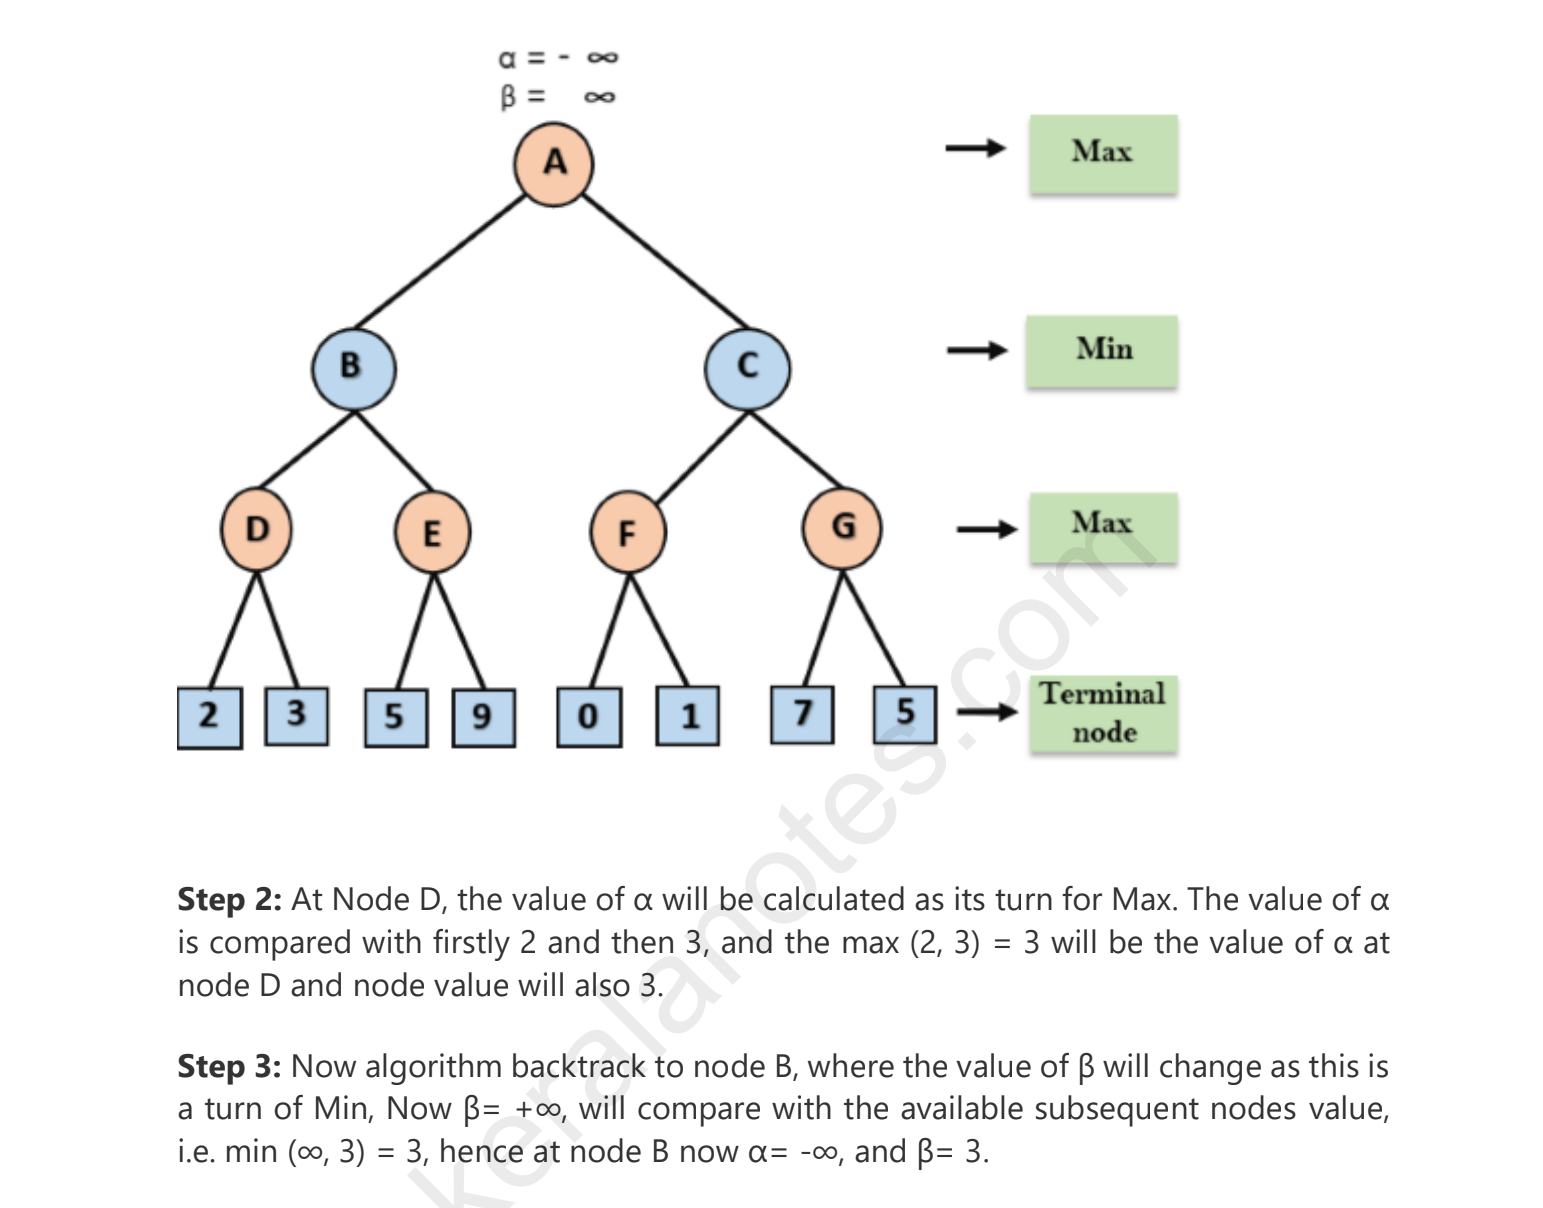 α = - ∞
β = ∞
A
Max
B
C
Min
D
E
F
G
Max
2
3
5
9
0
1
7
5
Terminal
node
keralanotes.com
Step 2: At Node D, the value of α will be calculated as its turn for Max. The value of α
is compared with firstly 2 and then 3, and the max (2, 3) = 3 will be the value of α at
node D and node value will also 3.
Step 3: Now algorithm backtrack to node B, where the value of β will change as this is
a turn of Min, Now β= +∞, will compare with the available subsequent nodes value,
i.e. min (∞, 3) = 3, hence at node B now α= -∞, and β= 3.